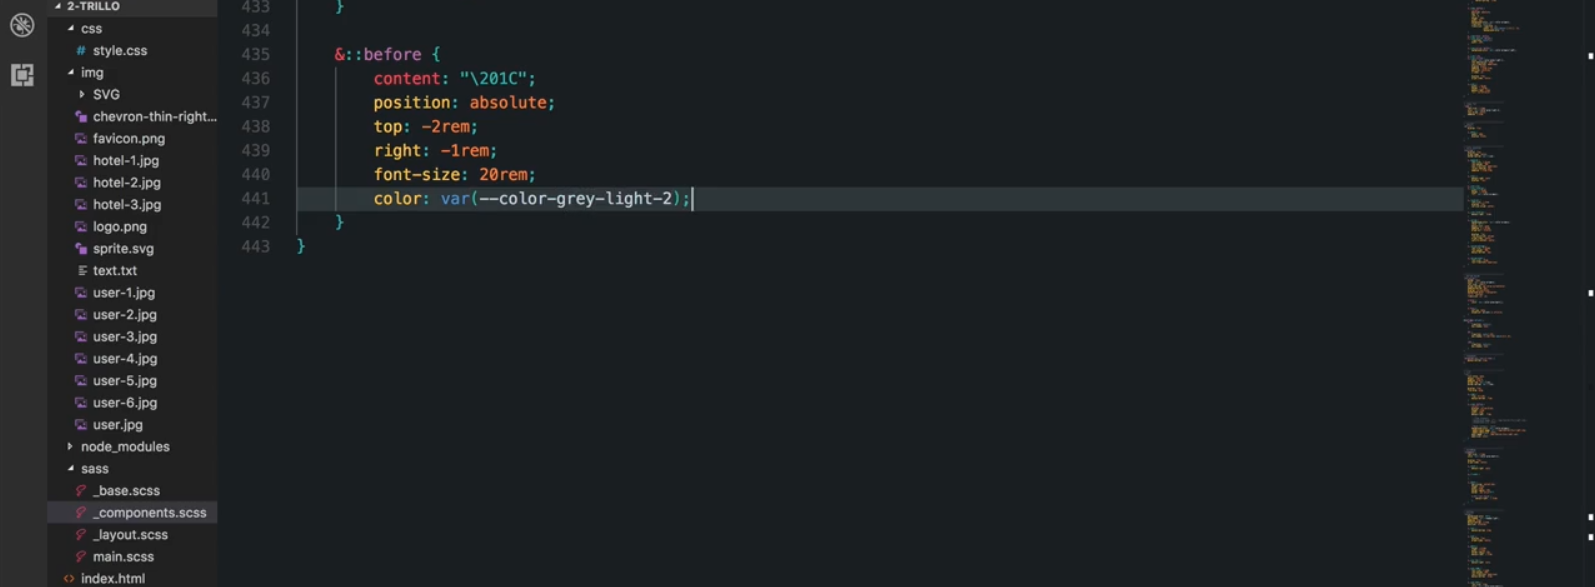 2-TRILLO
css
# style.css
img
SVG
chevron-thin-right...
favicon.png
hotel-1.jpg
hotel-2.jpg
hotel-3.jpg
logo.png
sprite.svg
text.txt
user-1.jpg
user-2.jpg
user-3.jpg
user-4.jpg
user-5.jpg
user-6.jpg
user.jpg
node_modules
sass
_base.scss
_components.scss
_layout.scss
main.scss
<> index.html
433 }
434
435 &::before {
436 content: "\201C";
437 position: absolute;
438 top: -2rem;
439 right: -1rem;
440 font-size: 20rem;
441 color: var(--color-grey-light-2);
442 }
443 }